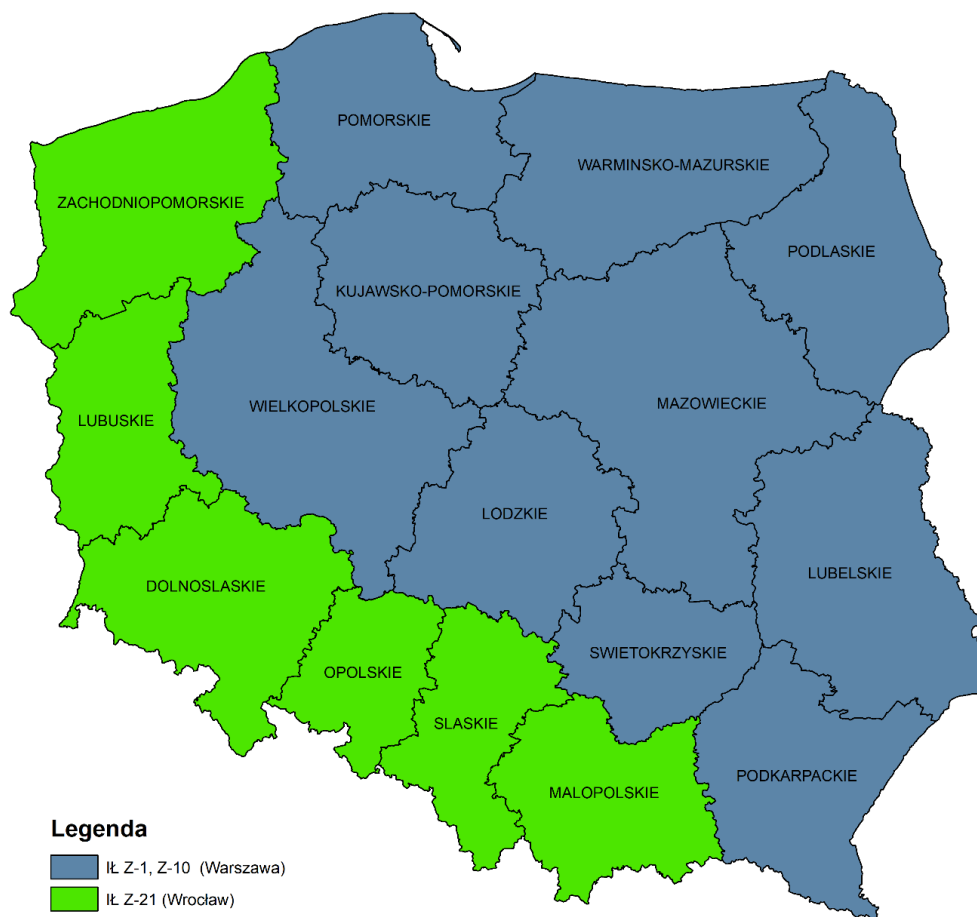 POMORSKIE
WARMINSKO-MAZURSKIE
ZACHODNIOPOMORSKIE
PODLASKIE
KUJAWSKO-POMORSKIE
WIELKOPOLSKIE
MAZOWIECKIE
LUBUSKIE
LODZKIE
LUBELSKIE
DOLNOSLASKIE
SWIETOKRZYSKIE
OPOLSKIE
SLASKIE
PODKARPACKIE
MALOPOLSKIE
Legenda
IŁ Z-1, Z-10 (Warszawa)
IŁ Z-21 (Wrocław)